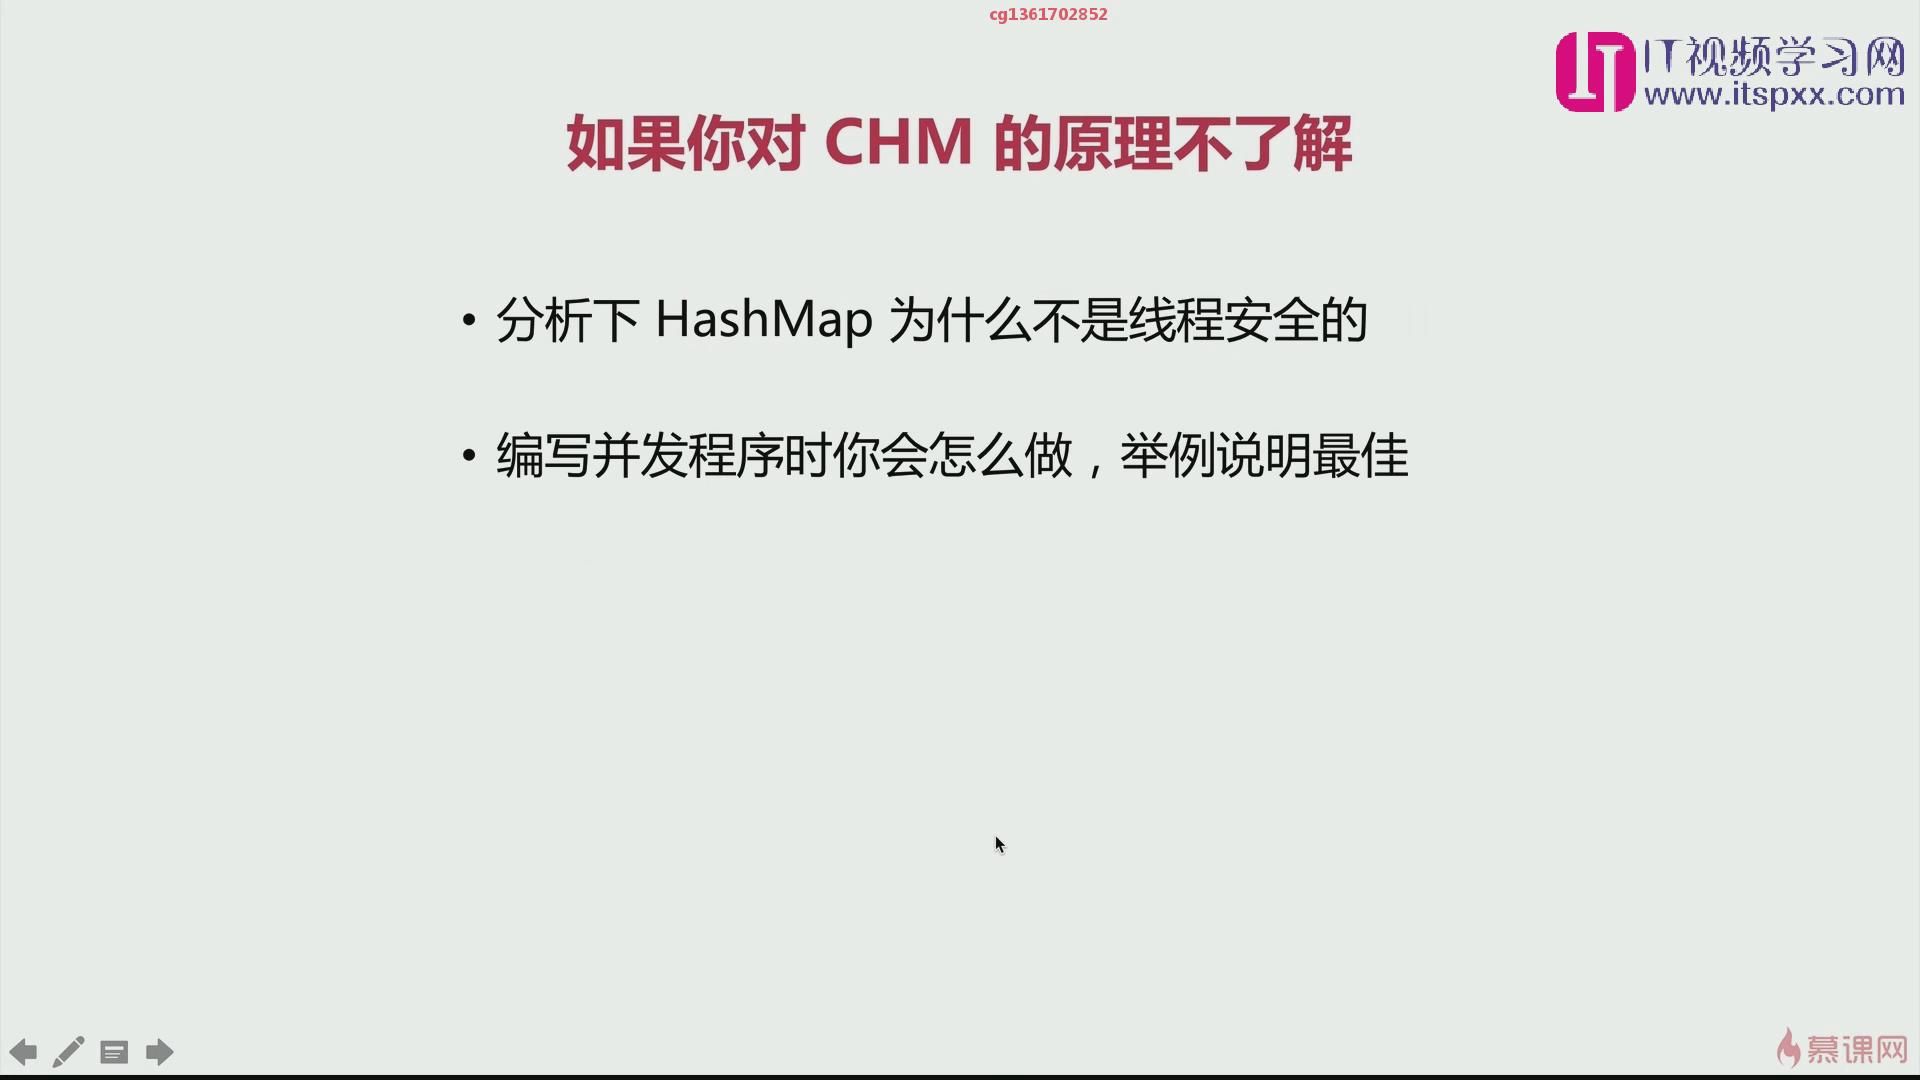 cg1361702852
IT视频学习网
www.itspxx.com
如果你对 CHM 的原理不了解
• 分析下 HashMap 为什么不是线程安全的
• 编写并发程序时你会怎么做，举例说明最佳
慕课网